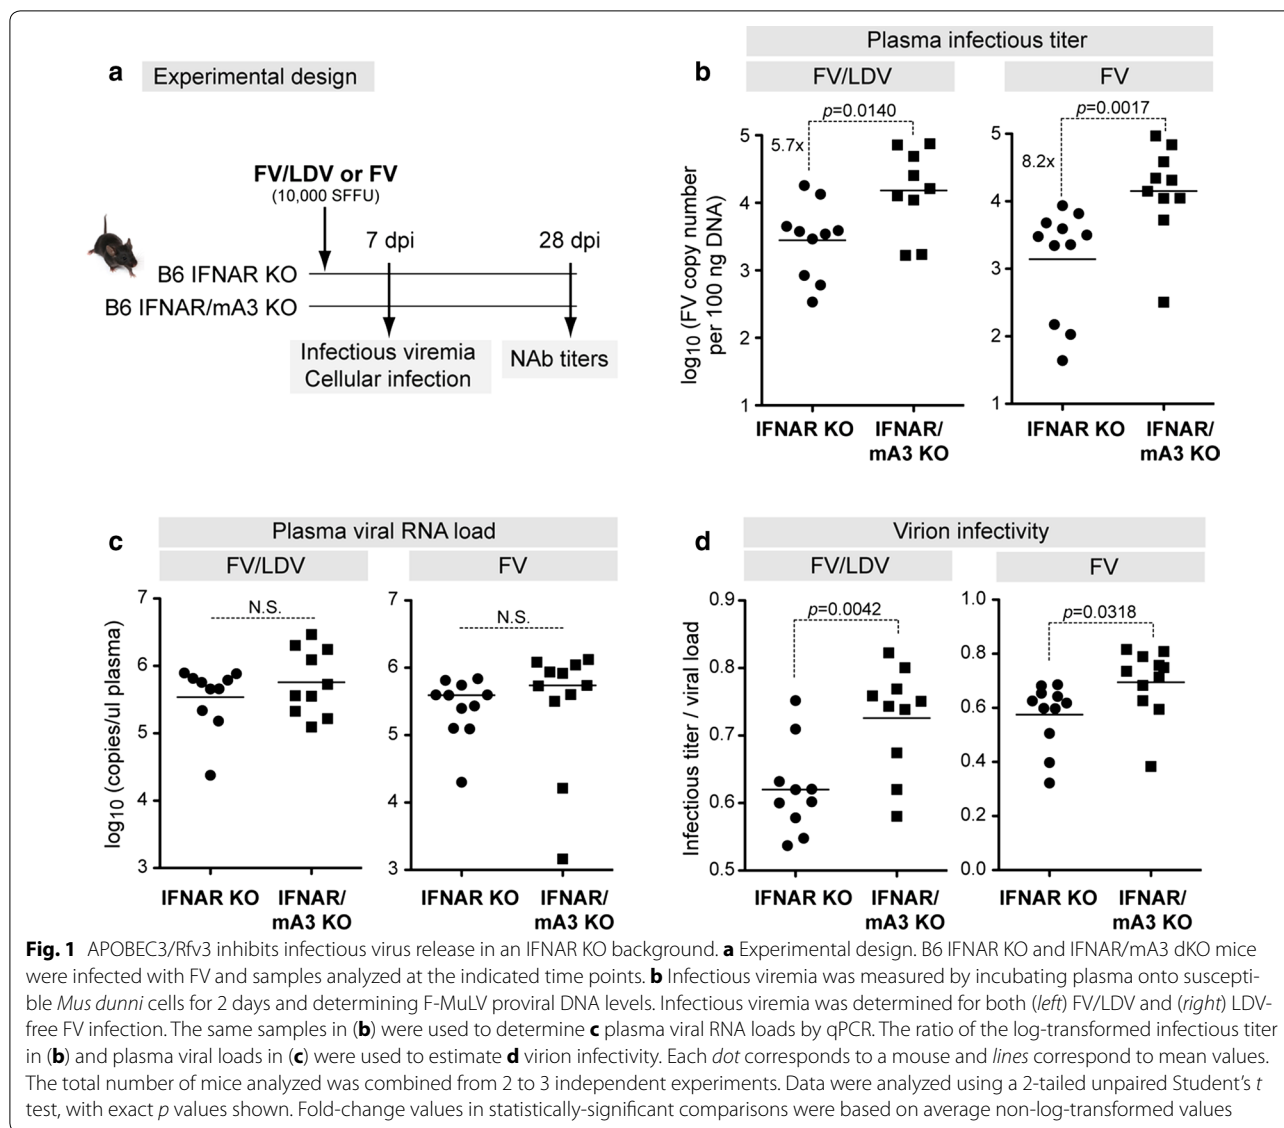 a
Experimental design
FV/LDV or FV
(10,000 SFFU)
7 dpi
28 dpi
B6 IFNAR KO
B6 IFNAR/mA3 KO
Infectious viremia
Cellular infection
NAb titers
b
Plasma infectious titer
FV/LDV
FV
p=0.0140
5.7x
p=0.0017
8.2x
log10 (FV copy number
per 100 ng DNA)
5
4
3
2
1
5
4
3
2
1
IFNAR KO
IFNAR/
mA3 KO
IFNAR KO
IFNAR/
mA3 KO
c
Plasma viral RNA load
FV/LDV
FV
N.S.
N.S.
log10 (copies/ul plasma)
7
6
5
4
3
7
6
5
4
3
IFNAR KO
IFNAR/
mA3 KO
IFNAR KO
IFNAR/
mA3 KO
d
Virion infectivity
FV/LDV
FV
p=0.0042
p=0.0318
Infectious titer / viral load
0.9
0.8
0.7
0.6
0.5
1.0
0.8
0.6
0.4
0.2
0.0
IFNAR KO
IFNAR/
mA3 KO
IFNAR KO
IFNAR/
mA3 KO
Fig. 1 APOBEC3/Rfv3 inhibits infectious virus release in an IFNAR KO background. a Experimental design. B6 IFNAR KO and IFNAR/mA3 dKO mice
were infected with FV and samples analyzed at the indicated time points. b Infectious viremia was measured by incubating plasma onto suscepti-
ble Mus dunni cells for 2 days and determining F-MuLV proviral DNA levels. Infectious viremia was determined for both (left) FV/LDV and (right) LDV-
free FV infection. The same samples in (b) were used to determine c plasma viral RNA loads by qPCR. The ratio of the log-transformed infectious titer
in (b) and plasma viral loads in (c) were used to estimate d virion infectivity. Each dot corresponds to a mouse and lines correspond to mean values.
The total number of mice analyzed was combined from 2 to 3 independent experiments. Data were analyzed using a 2-tailed unpaired Student's t
test, with exact p values shown. Fold-change values in statistically-significant comparisons were based on average non-log-transformed values